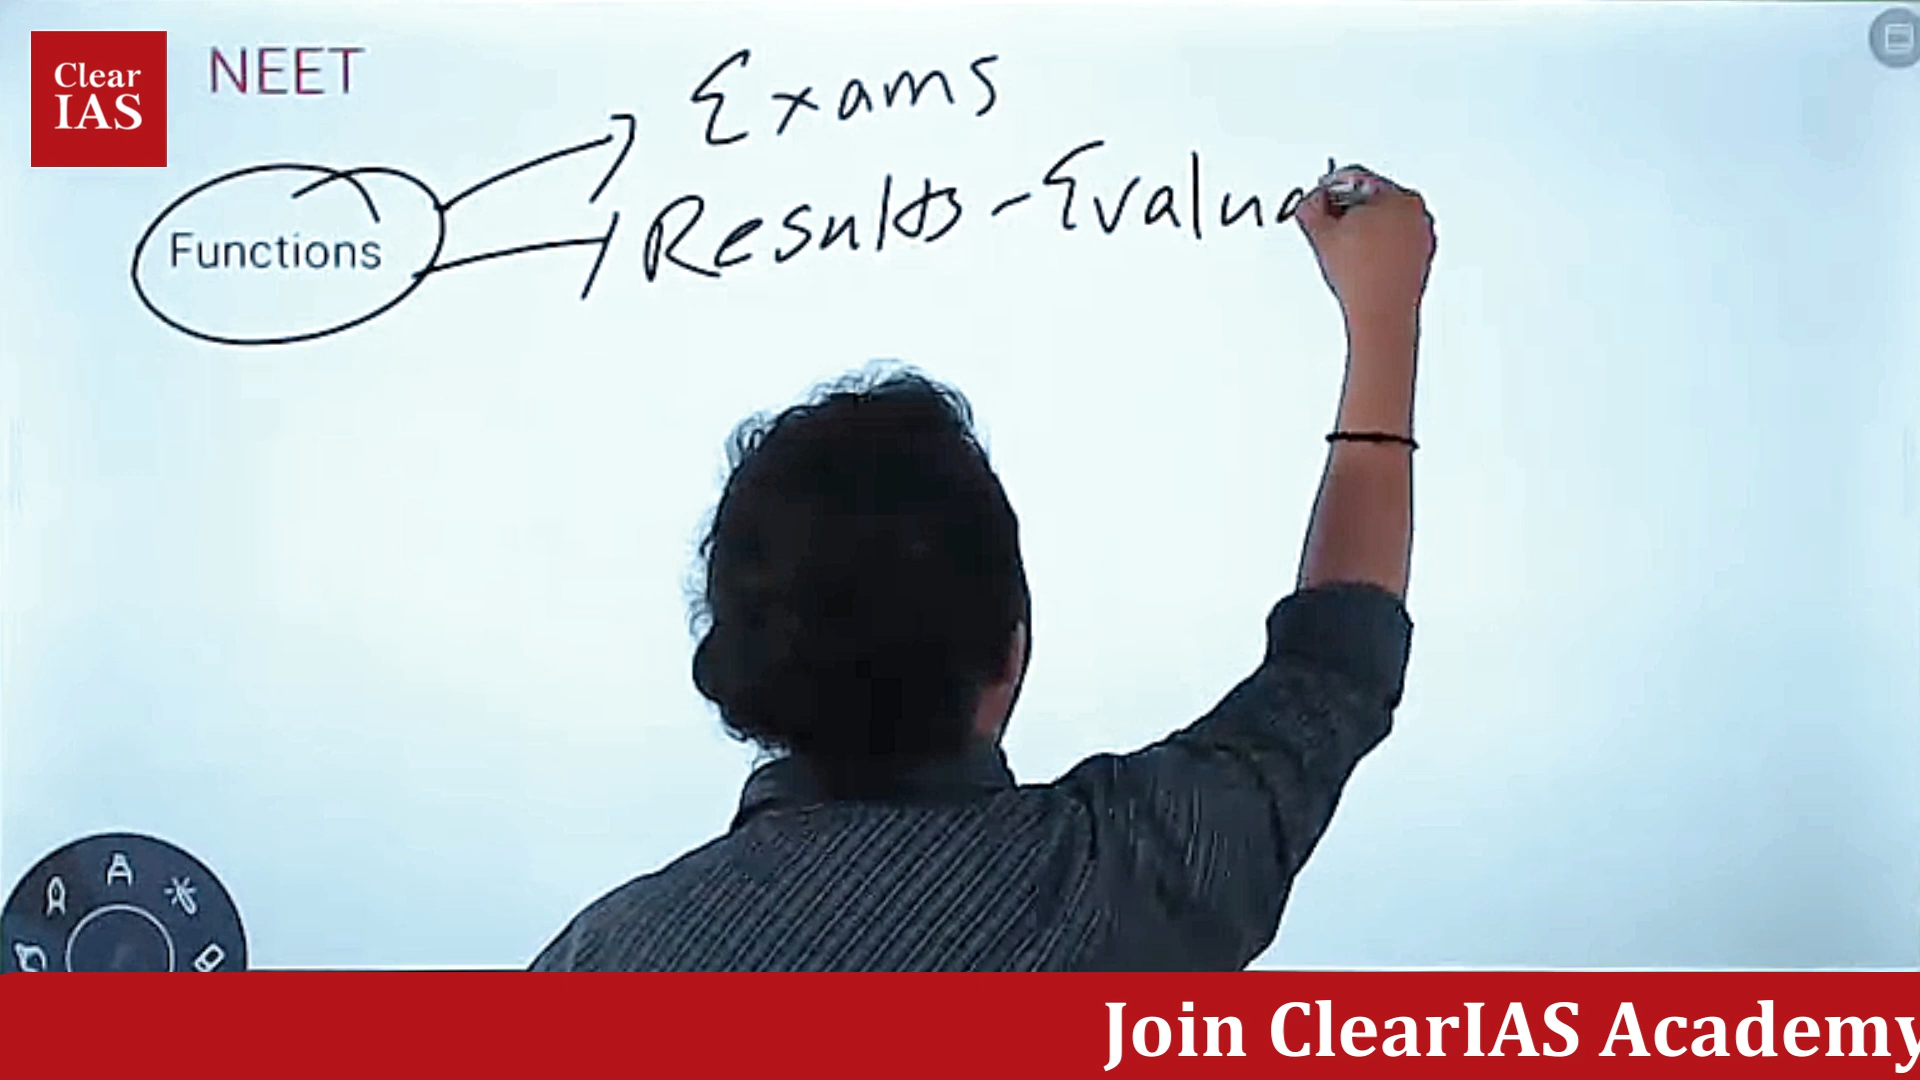 Clear
IAS
NEET
Exams
Functions
Results - Evalua
Join ClearIAS Academy